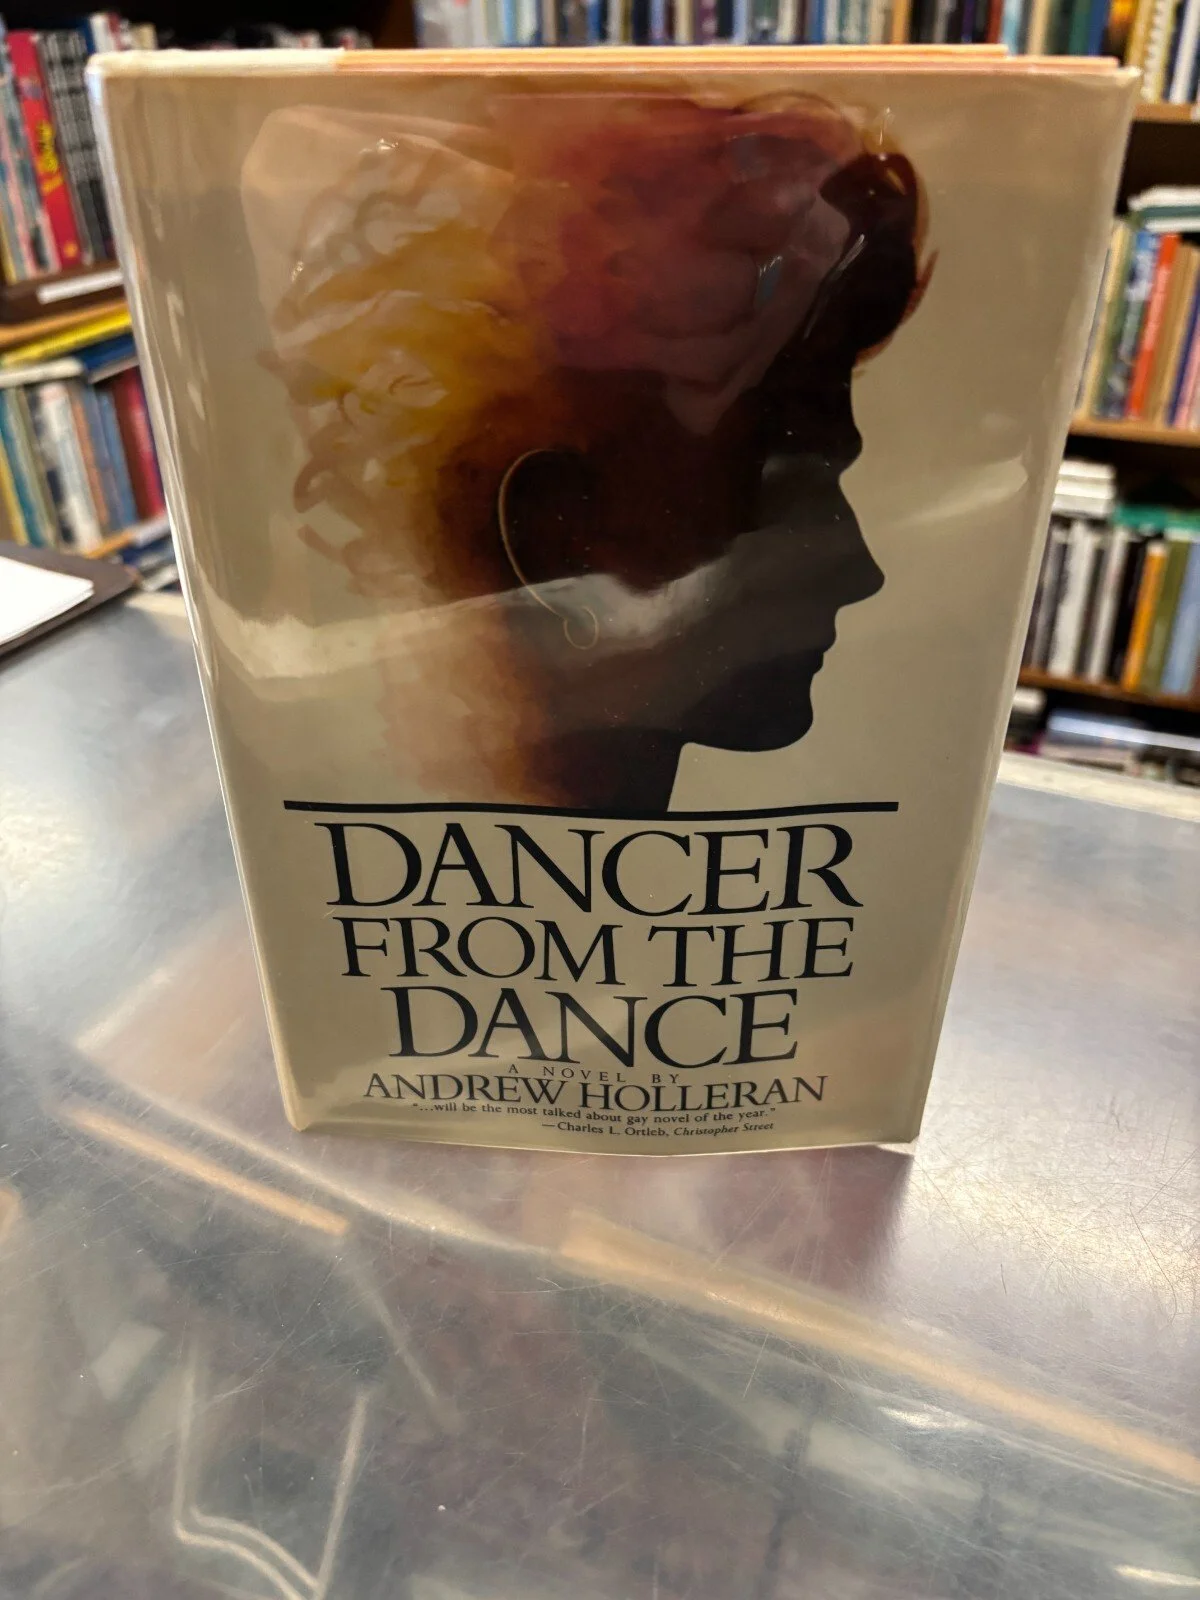 DANCER
FROM THE
DANCE
A NOVEL BY
ANDREW HOLLERAN
"...will be the most talked about gay novel of the year."
—Charles L. Ortleb, Christopher Street